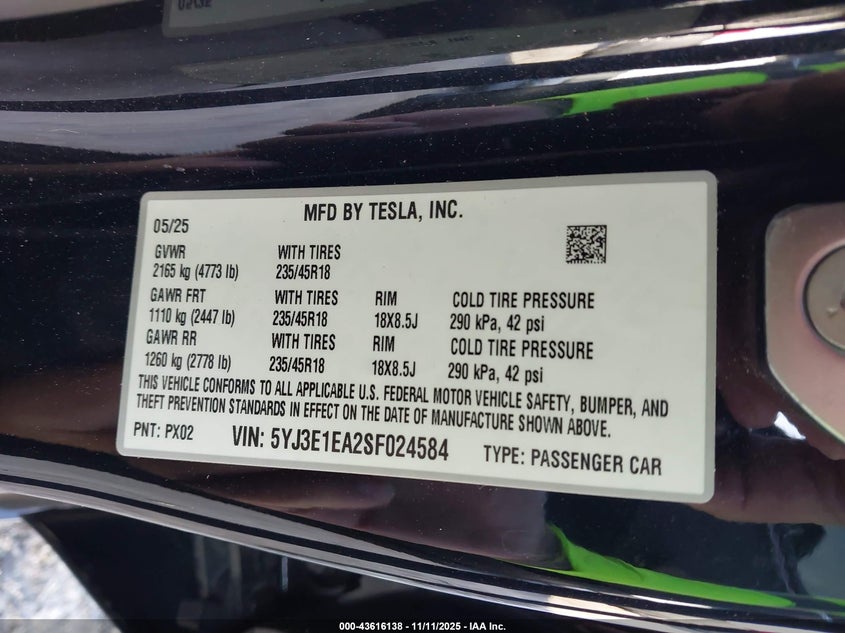 02132
MFD BY TESLA, INC.
05/25
GVWR WITH TIRES
2165 kg (4773 lb) 235/45R18
GAWR FRT WITH TIRES RIM COLD TIRE PRESSURE
1110 kg (2447 lb) 235/45R18 18X8.5J 290 kPa, 42 psi
GAWR RR WITH TIRES RIM COLD TIRE PRESSURE
1260 kg (2778 lb) 235/45R18 18X8.5J 290 kPa, 42 psi
THIS VEHICLE CONFORMS TO ALL APPLICABLE U.S. FEDERAL MOTOR VEHICLE SAFETY, BUMPER, AND
THEFT PREVENTION STANDARDS IN EFFECT ON THE DATE OF MANUFACTURE SHOWN ABOVE.
PNT: PX02 VIN: 5YJ3E1EA2SF024584 TYPE: PASSENGER CAR
000-43616138 - 11/11/2025 - IAA Inc.